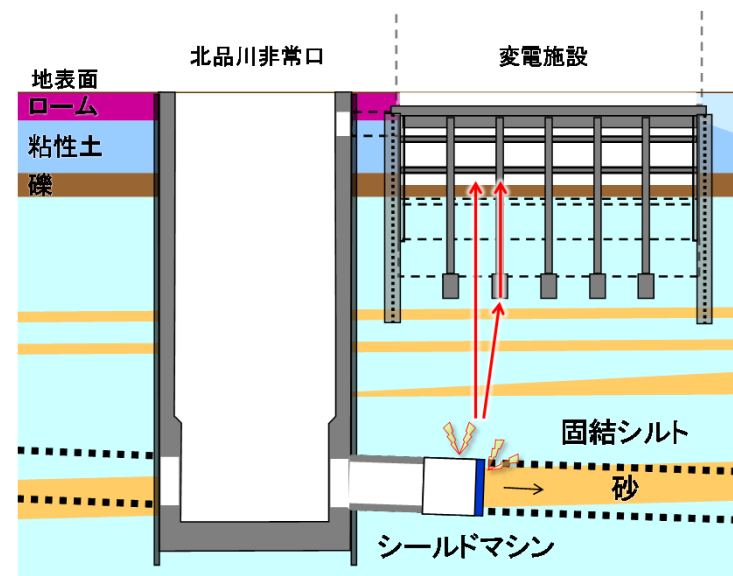 北品川非常口
変電施設
地表面
ローム
粘性土
礫
固結シルト
砂
シールドマシン